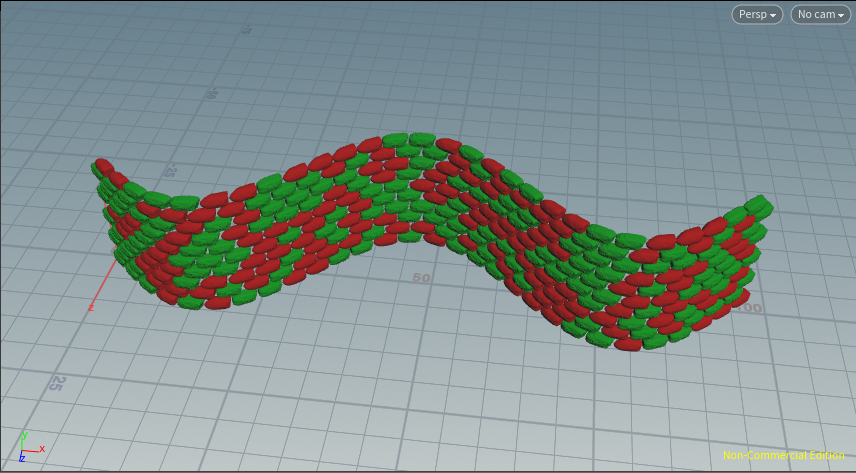 Persp
No cam
50
100
z
25
y
x
z
Non-Commercial Edition